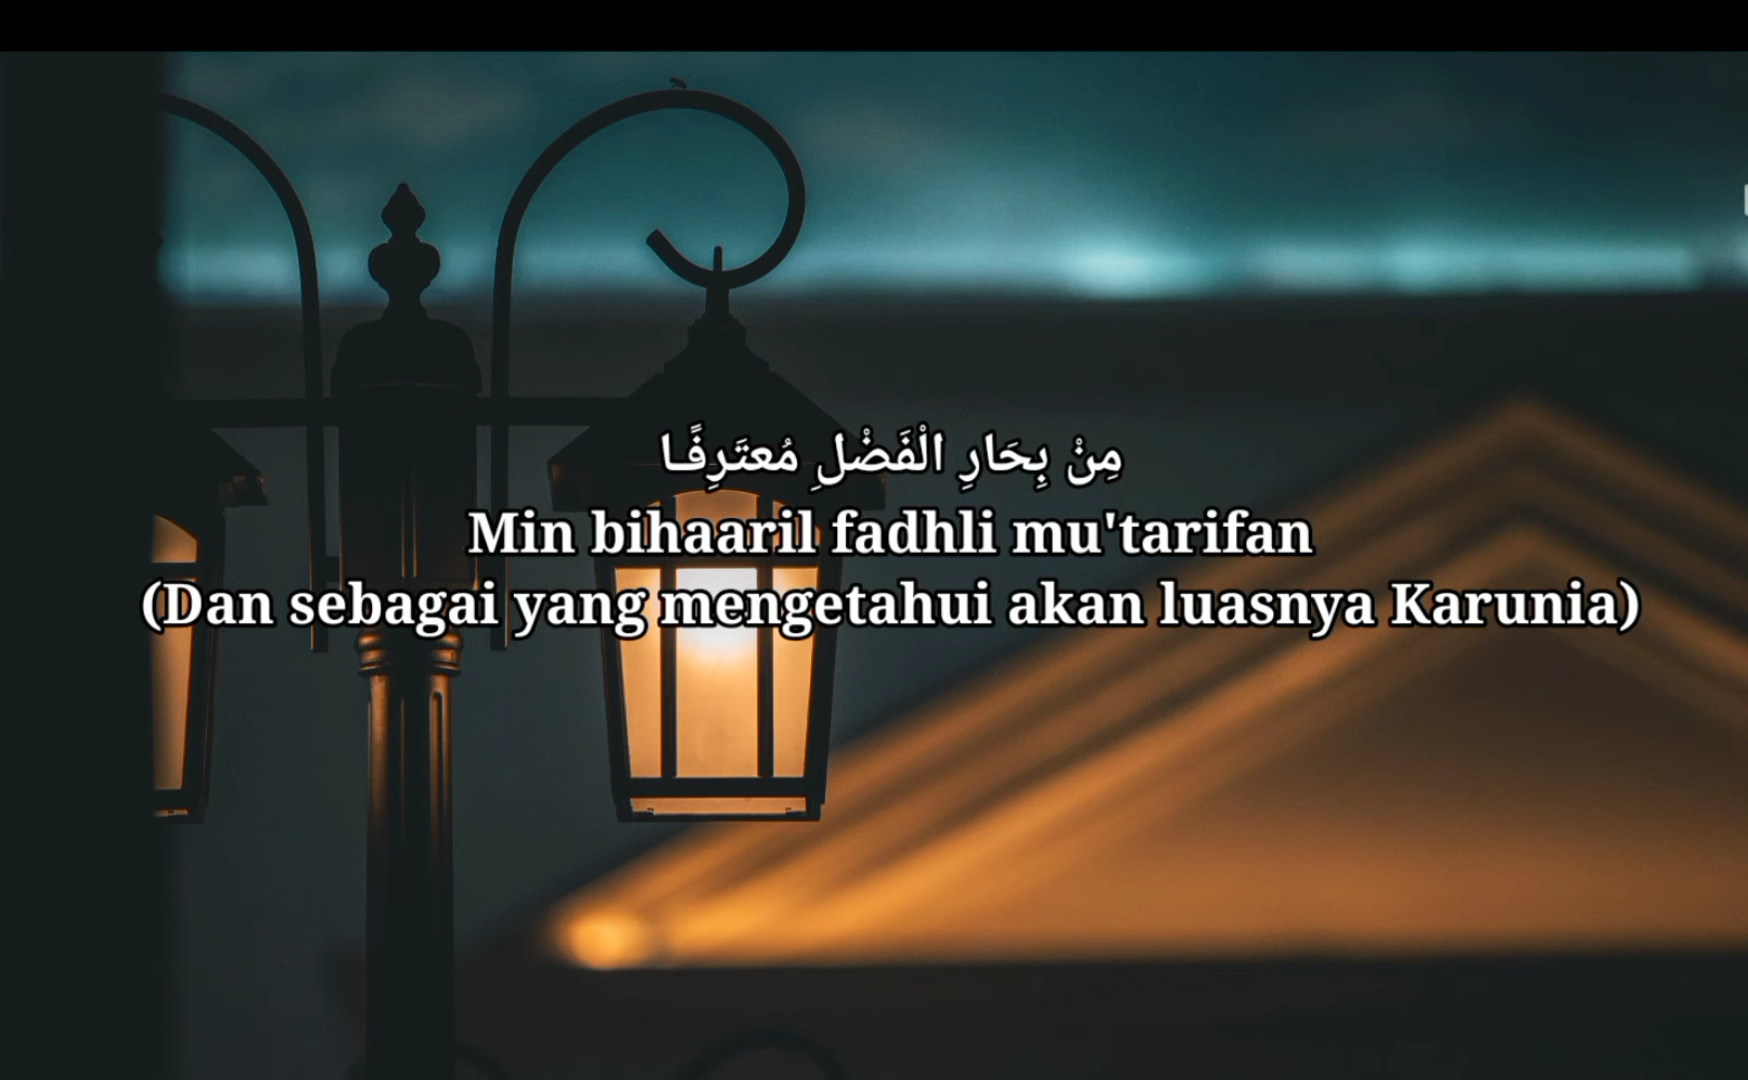 مِنْ بِحَارِ الْفَضْلِ مُعتَرِفًا
Min bihaaril fadhli mu'tarifan
(Dan sebagai yang mengetahui akan luasnya Karunia)